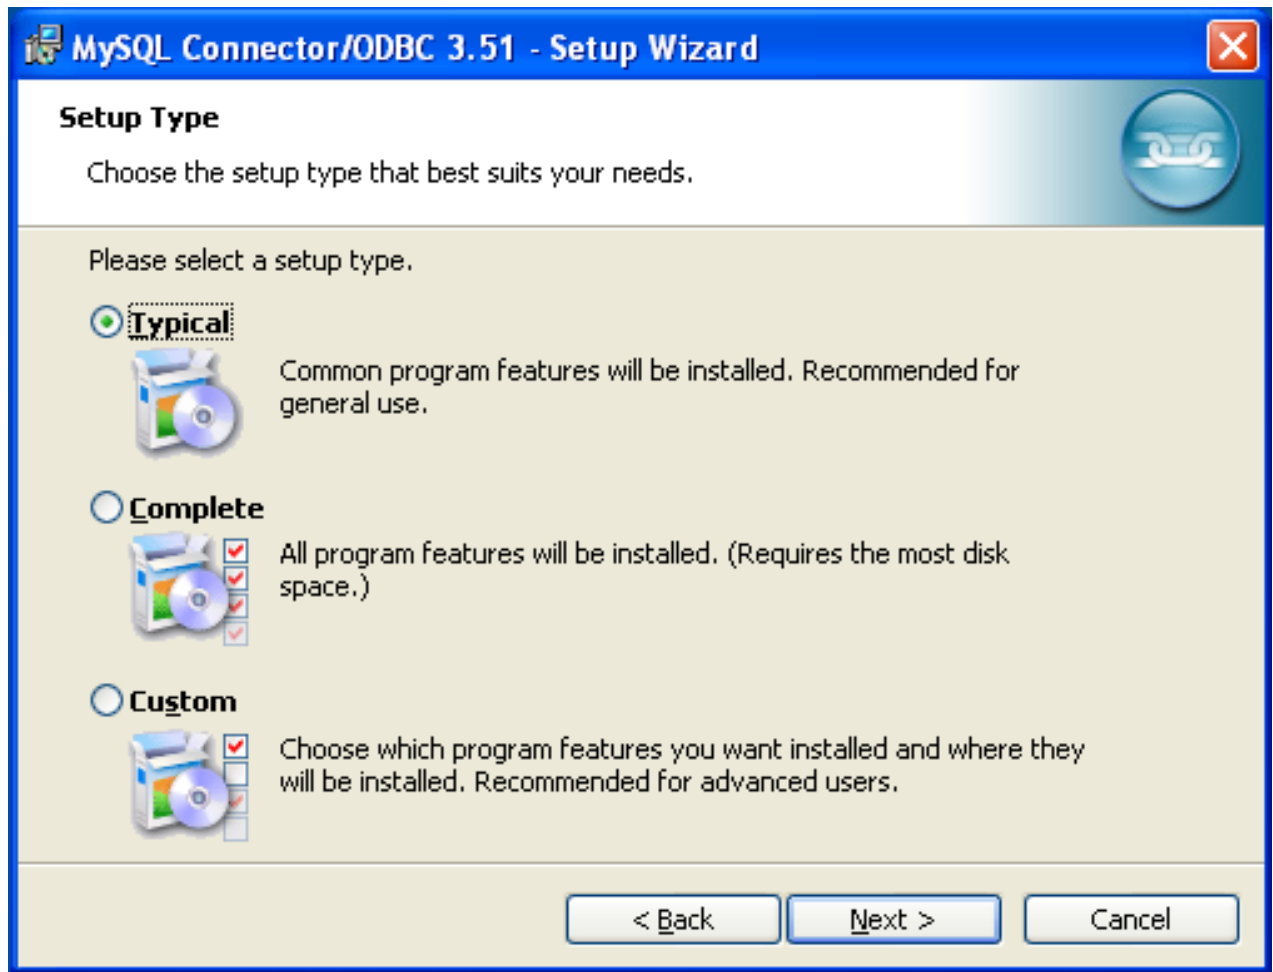 MySQL Connector/ODBC 3.51 - Setup Wizard
Setup Type
Choose the setup type that best suits your needs.
Please select a setup type.
Typical
Common program features will be installed. Recommended for
general use.
Complete
All program features will be installed. (Requires the most disk
space.)
Custom
Choose which program features you want installed and where they
will be installed. Recommended for advanced users.
< Back
Next >
Cancel